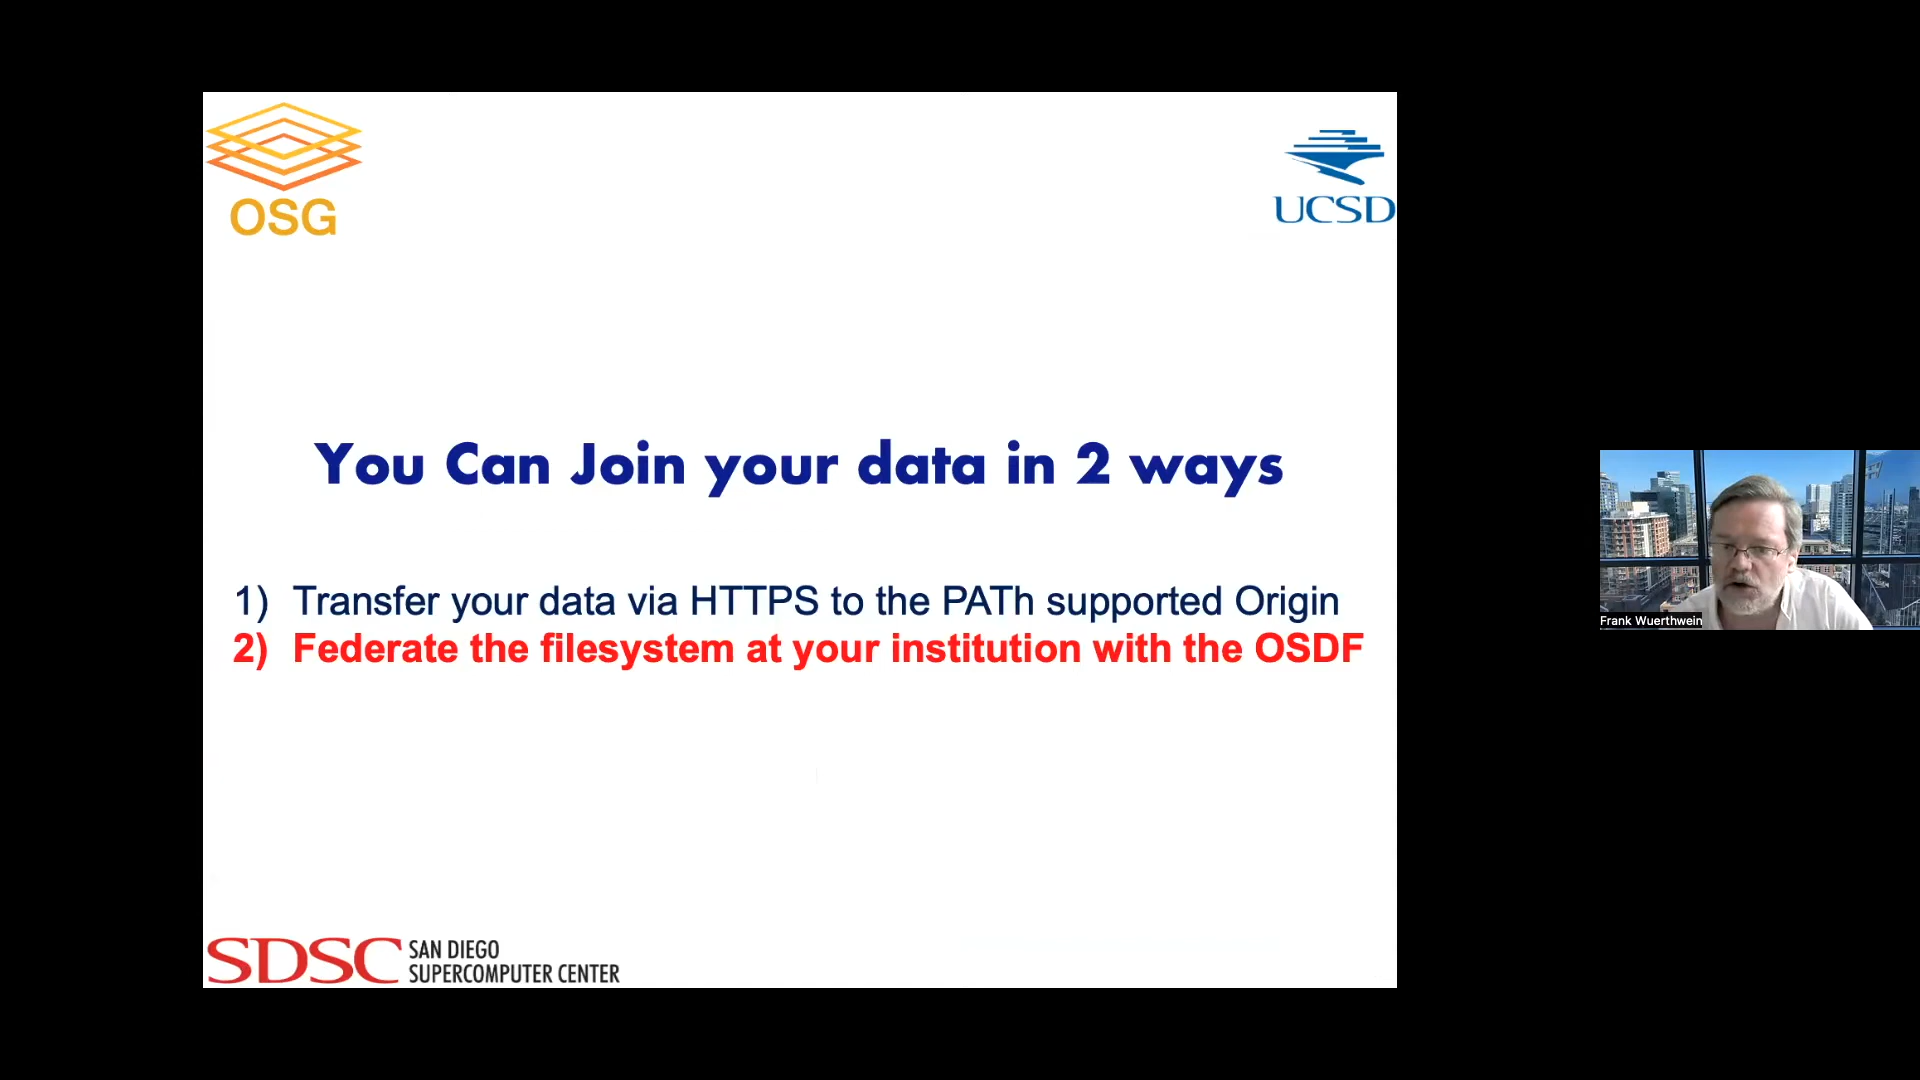 OSG
UCSD
You Can Join your data in 2 ways
1) Transfer your data via HTTPS to the PATh supported Origin
2) Federate the filesystem at your institution with the OSDF
Frank Wuerthwein
SDSC SAN DIEGO
SUPERCOMPUTER CENTER